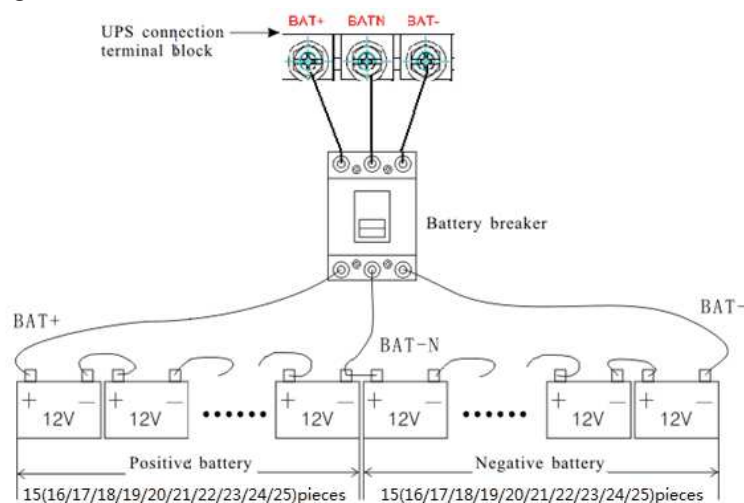 BAT+ BATN BAT-
UPS connection
terminal block
Battery breaker
BAT+
BAT-
BAT-N
+ - + - + - + - + - + -
12V 12V 12V 12V 12V 12V
Positive battery Negative battery
15(16/17/18/19/20/21/22/23/24/25)pieces 15(16/17/18/19/20/21/22/23/24/25)pieces